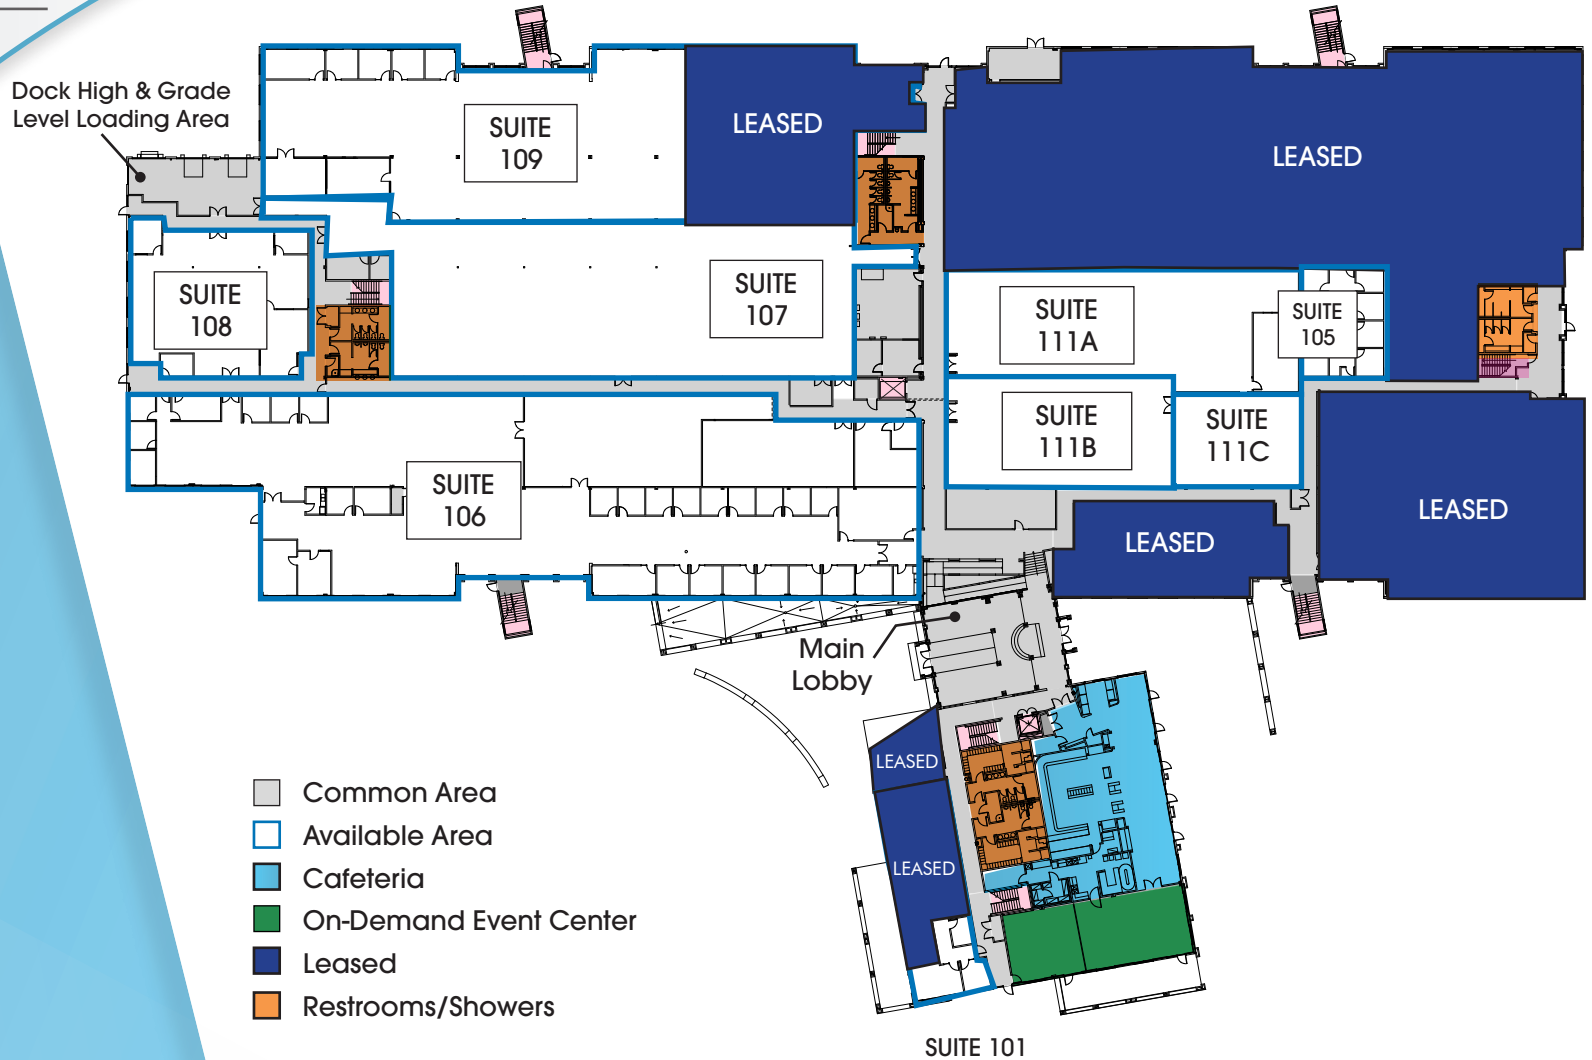 Dock High & Grade
Level Loading Area
SUITE
109
LEASED
LEASED
SUITE
108
SUITE
107
SUITE
111A
SUITE
105
SUITE
106
SUITE
111B
SUITE
111C
LEASED
LEASED
Main
Lobby
LEASED
LEASED
Common Area
Available Area
Cafeteria
On-Demand Event Center
Leased
Restrooms/Showers
SUITE 101